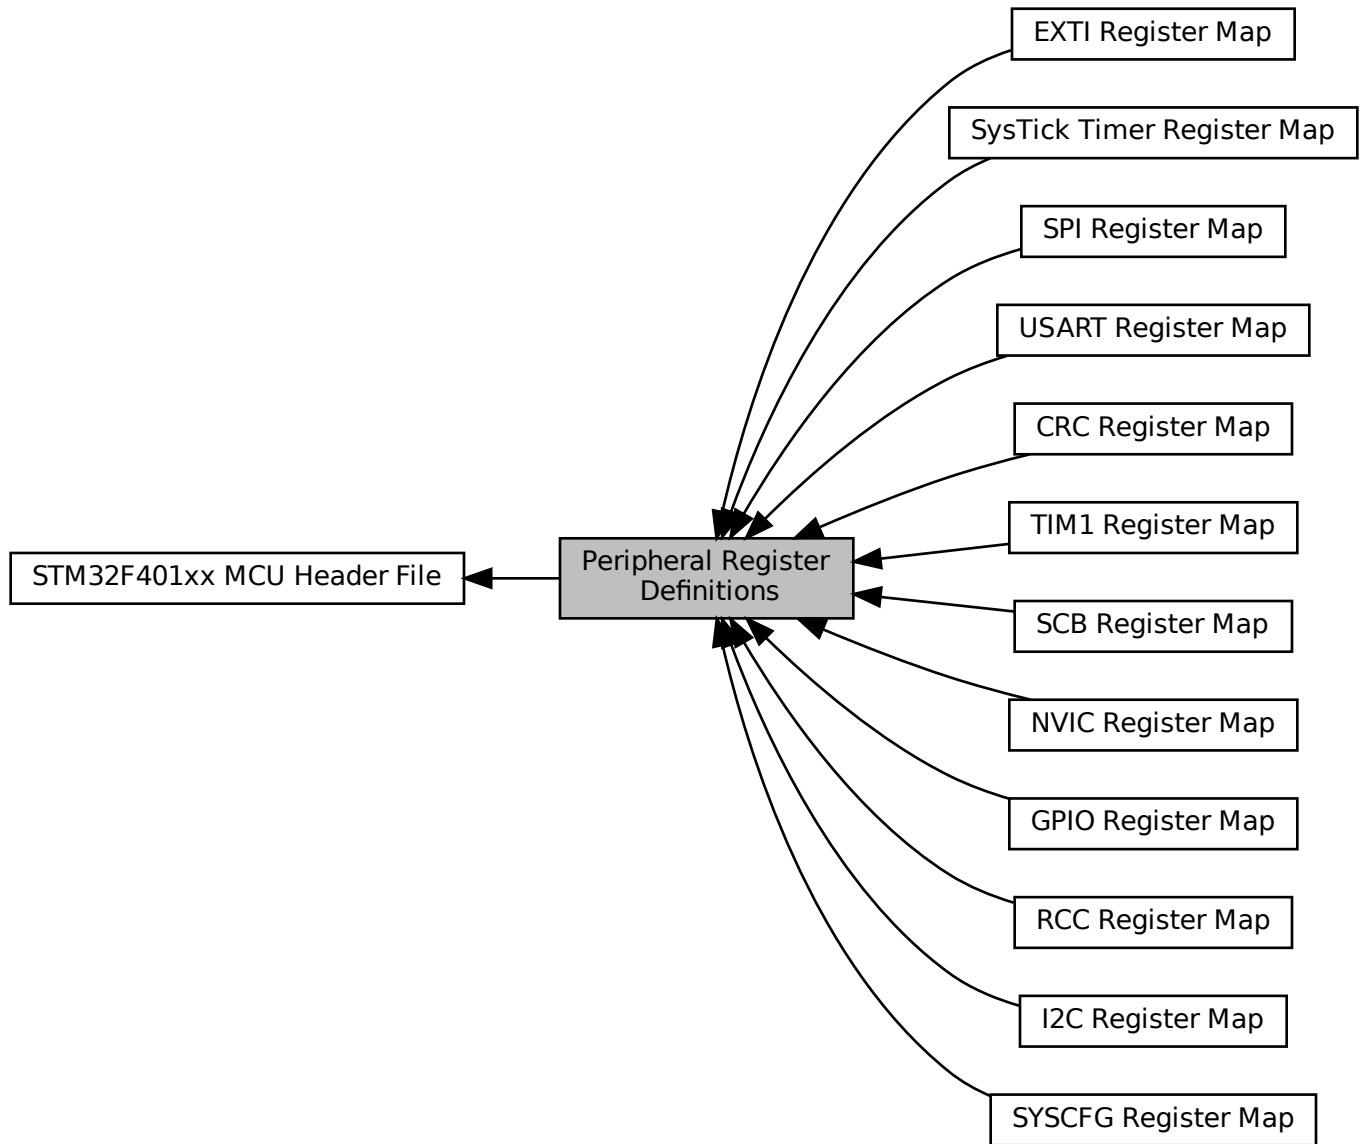 EXTI Register Map
SysTick Timer Register Map
SPI Register Map
USART Register Map
CRC Register Map
TIM1 Register Map
STM32F401xx MCU Header File
Peripheral Register
Definitions
SCB Register Map
NVIC Register Map
GPIO Register Map
RCC Register Map
I2C Register Map
SYSCFG Register Map